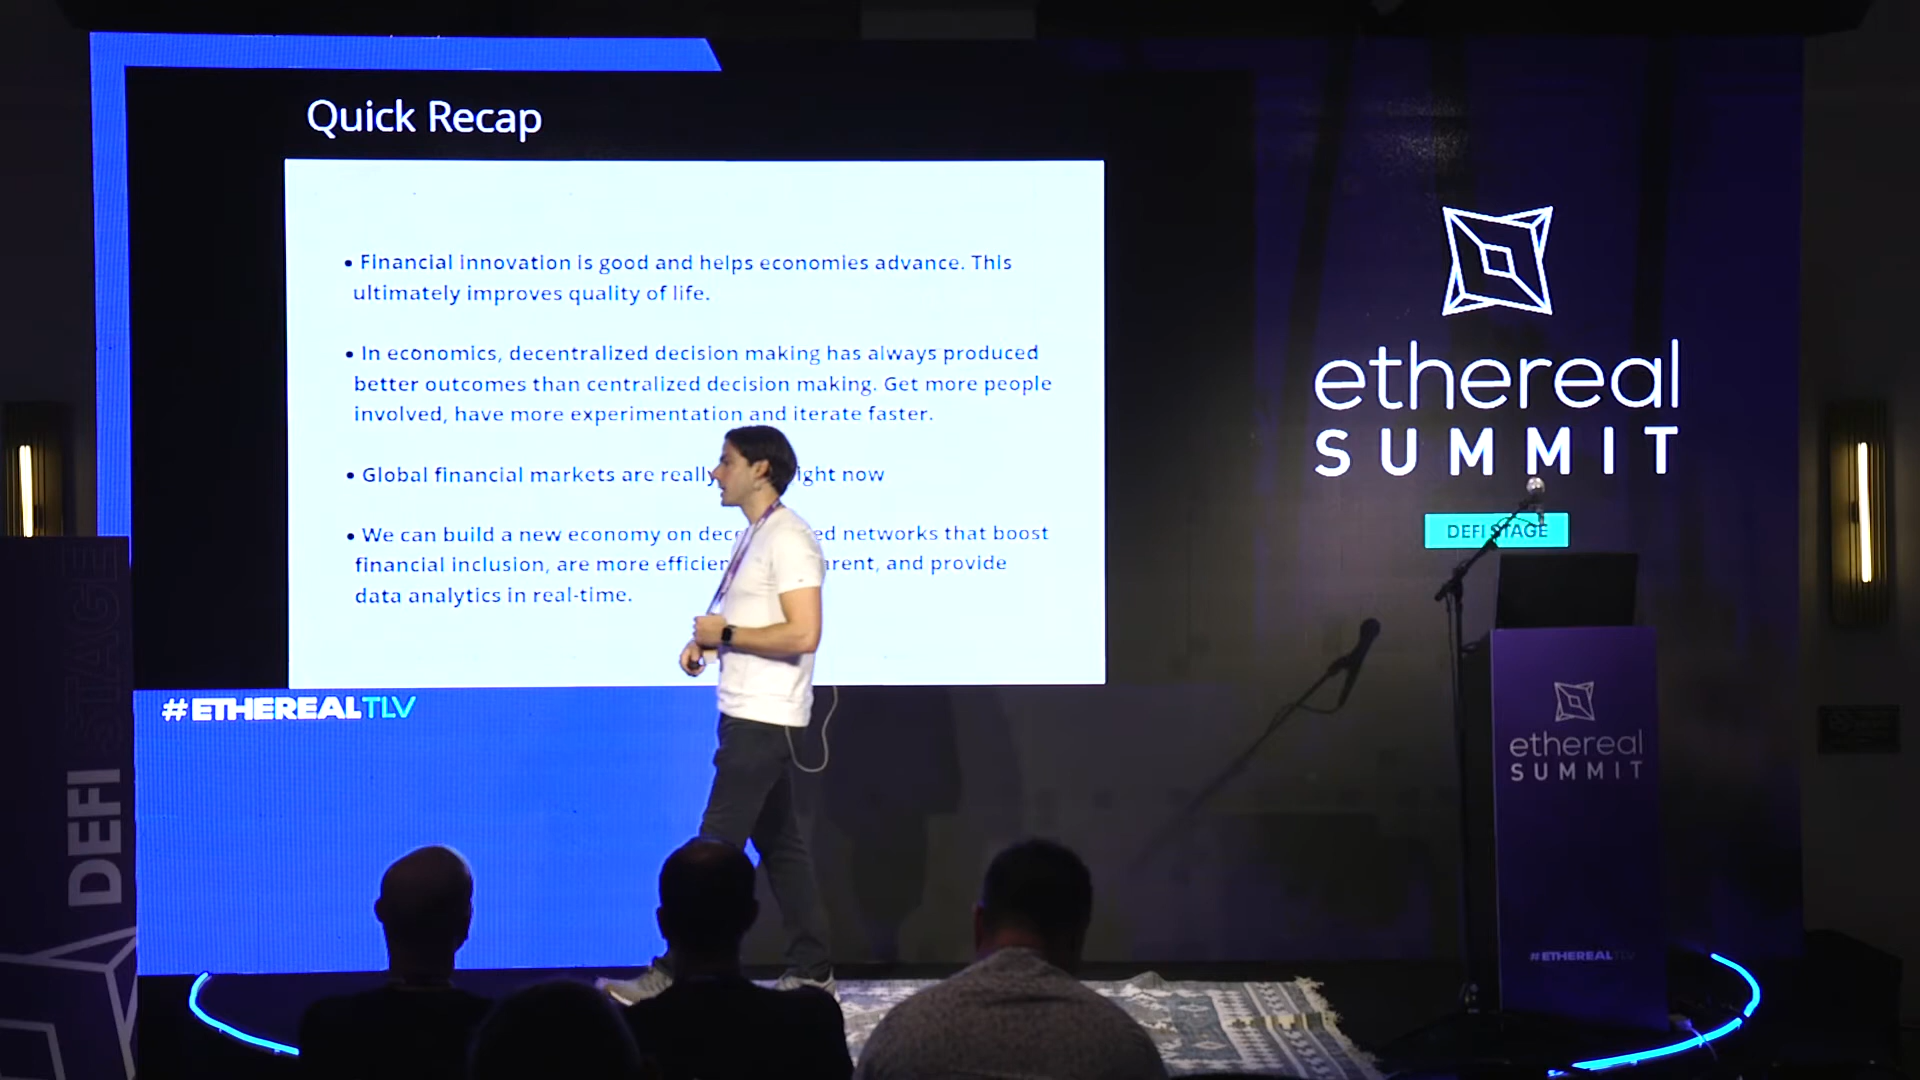 Quick Recap
• Financial innovation is good and helps economies advance. This
ultimately improves quality of life.
• In economics, decentralized decision making has always produced
better outcomes than centralized decision making. Get more people
involved, have more experimentation and iterate faster.
• Global financial markets are really ight now
• We can build a new economy on dece ed networks that boost
financial inclusion, are more efficien arent, and provide
data analytics in real-time.
#ETHEREALTLV
ethereal
SUMMIT
DEFI STAGE
ethereal
SUMMIT
#ETHEREALTLV
DEFI STAGE